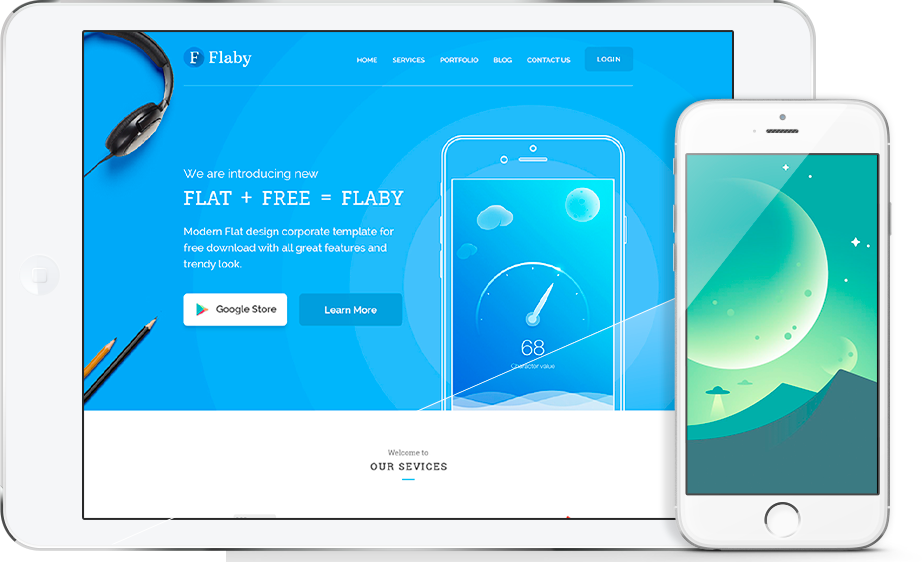 F Flaby
HOME SERVICES PORTFOLIO BLOG CONTACT US LOGIN
We are introducing new
FLAT + FREE = FLABY
Modern Flat design corporate template for
free download with all great features and
trendy look.
Google Store Learn More
68
Charactor value
Welcome to
OUR SEVICES